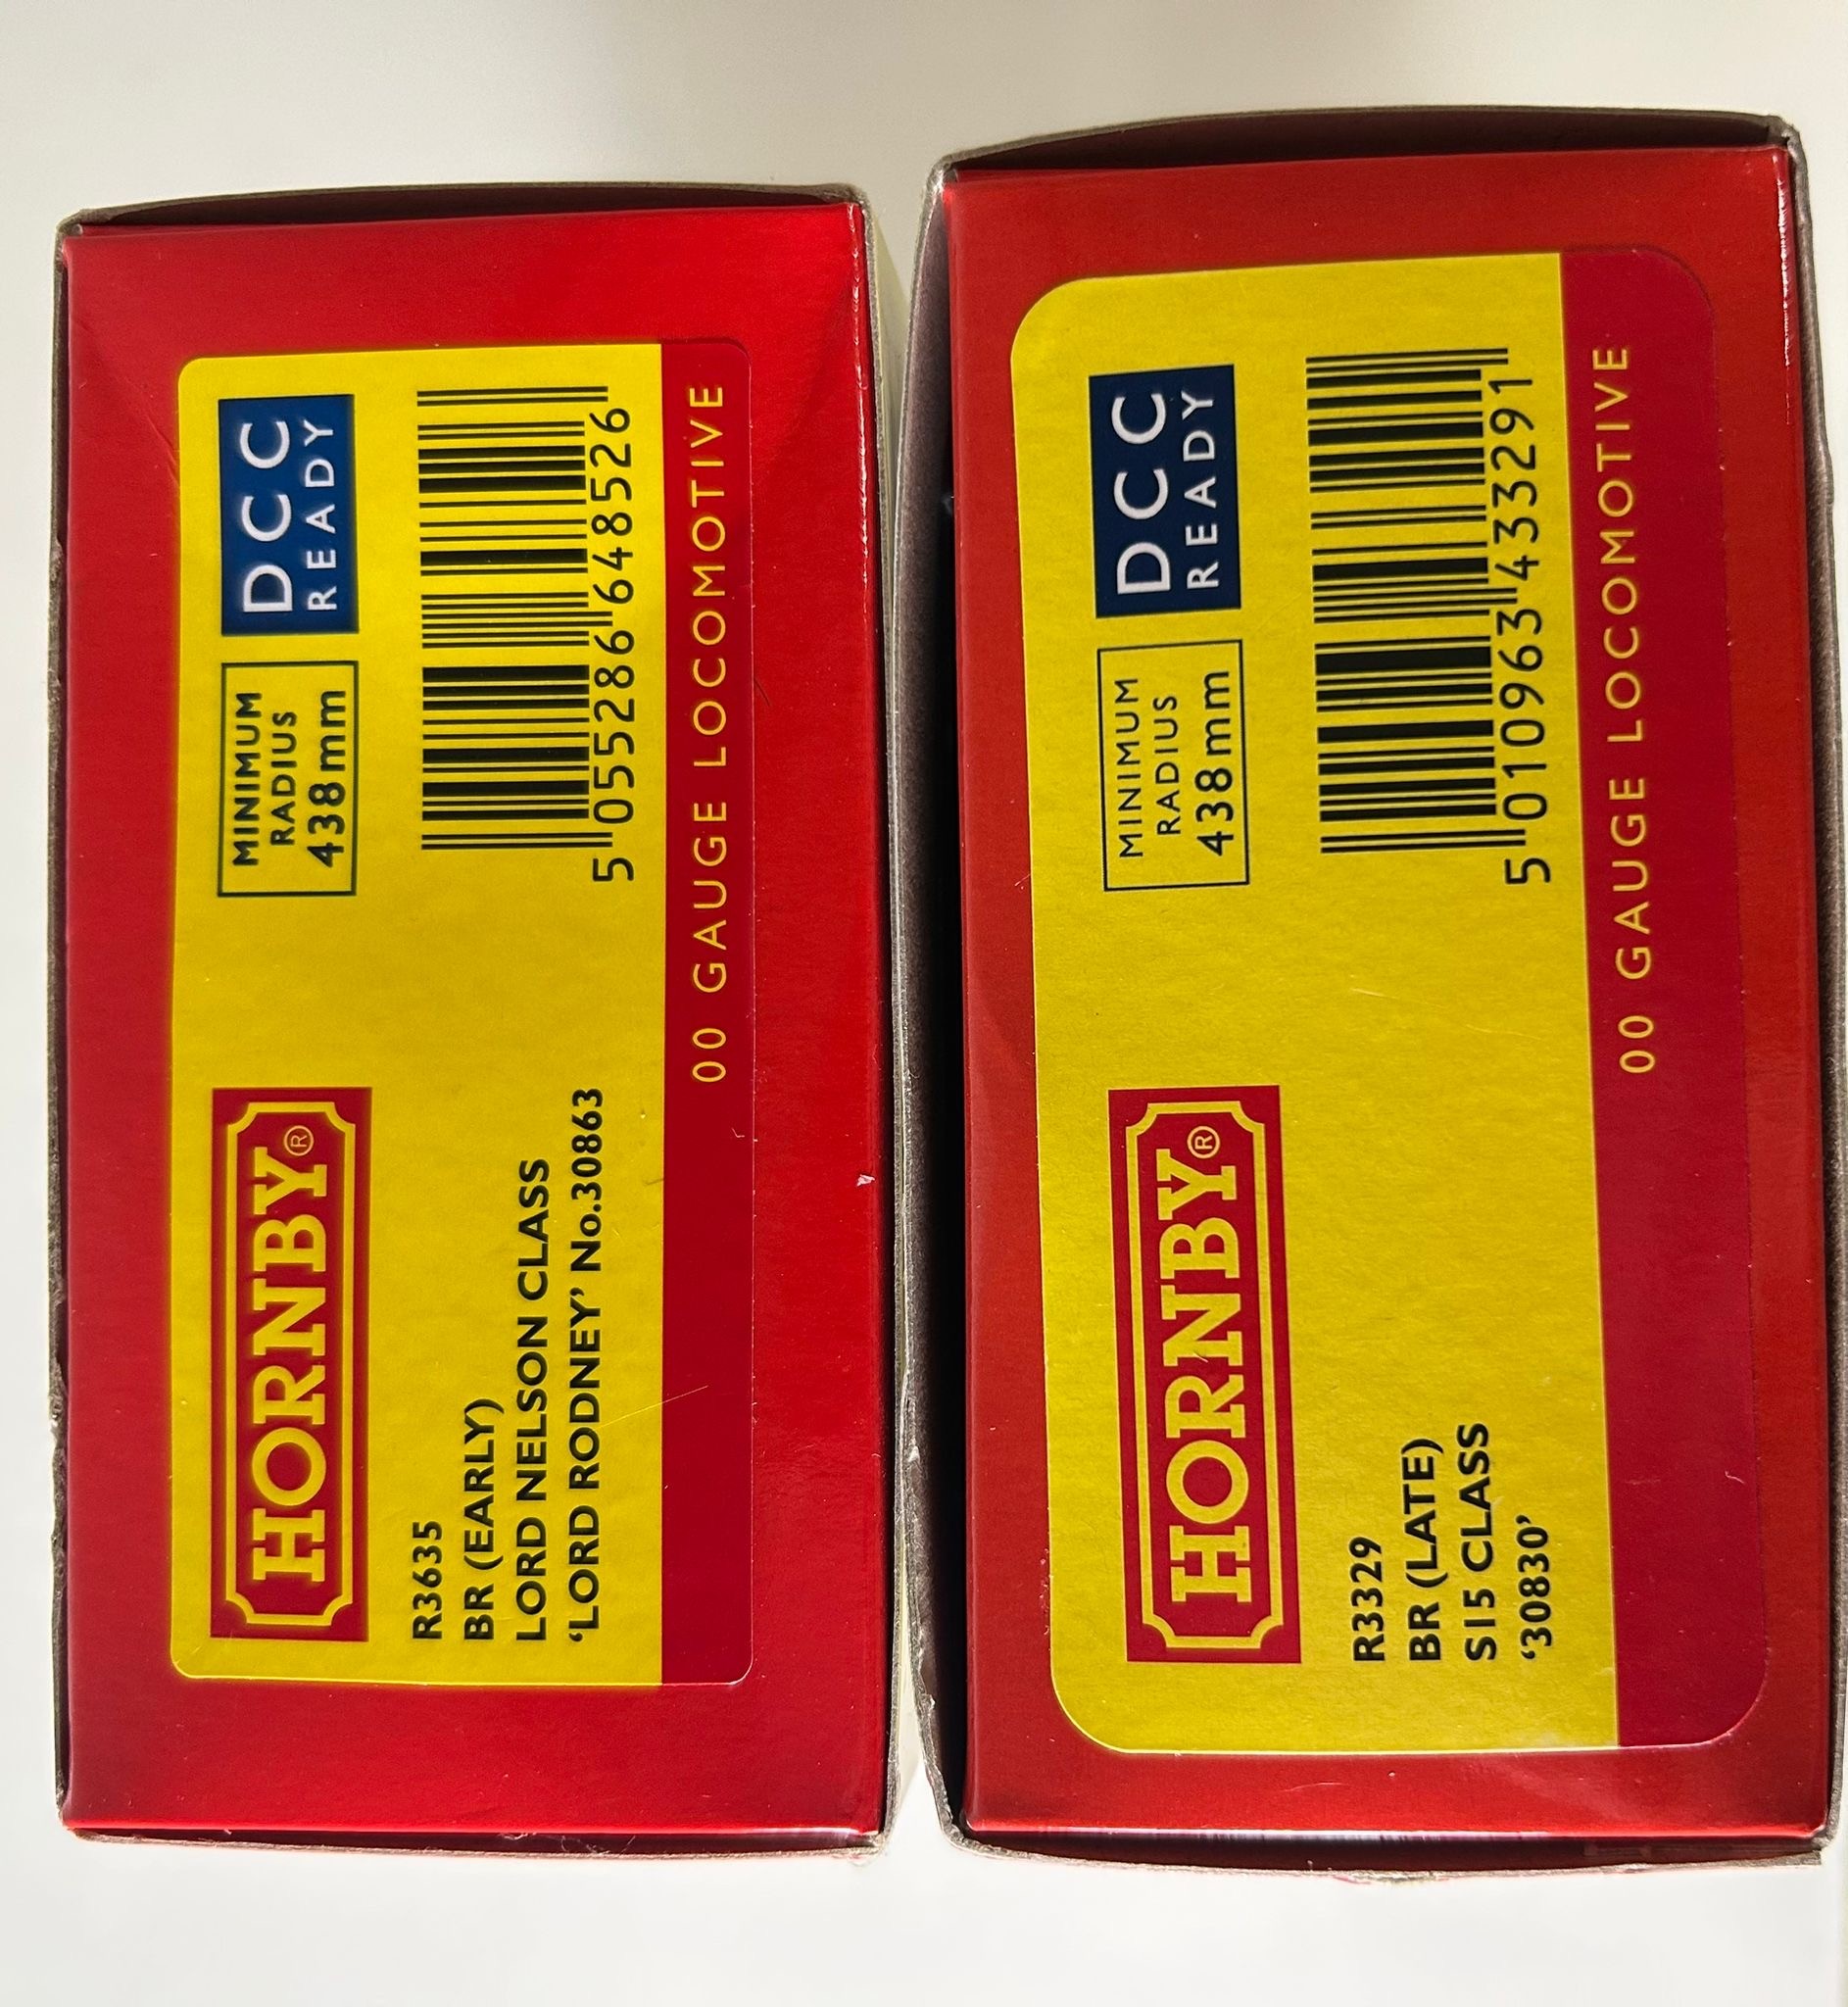 HORNBY®
MINIMUM
RADIUS
438mm
DCC
READY
R3635
BR (EARLY)
LORD NELSON CLASS
‘LORD RODNEY’ No.30863
5 055286 648526
00 GAUGE LOCOMOTIVE
HORNBY®
MINIMUM
RADIUS
438mm
DCC
READY
R3329
BR (LATE)
S15 CLASS
‘30830’
5 010963 433291
00 GAUGE LOCOMOTIVE